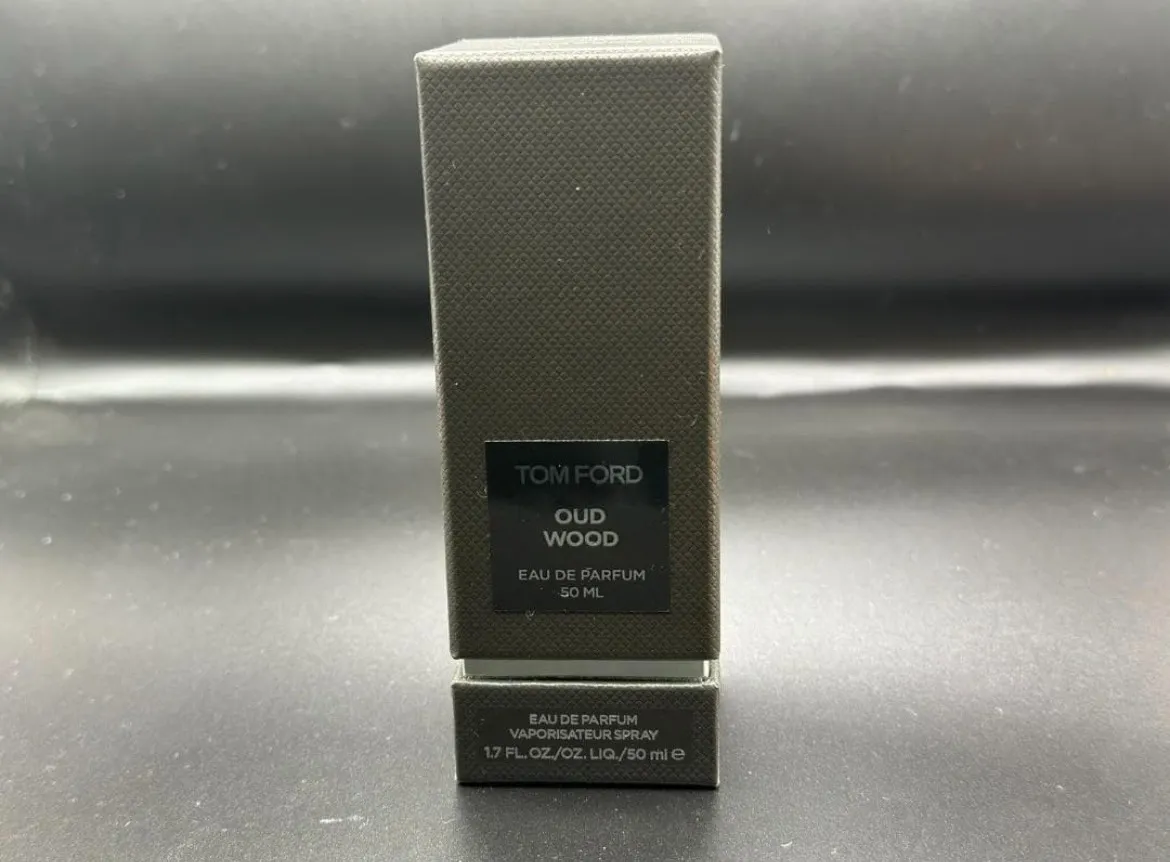 TOM FORD
OUD
WOOD
EAU DE PARFUM
50 ML
EAU DE PARFUM
VAPORISATEUR SPRAY
1.7 FL. OZ./OZ. LIQ./50 ml ℮